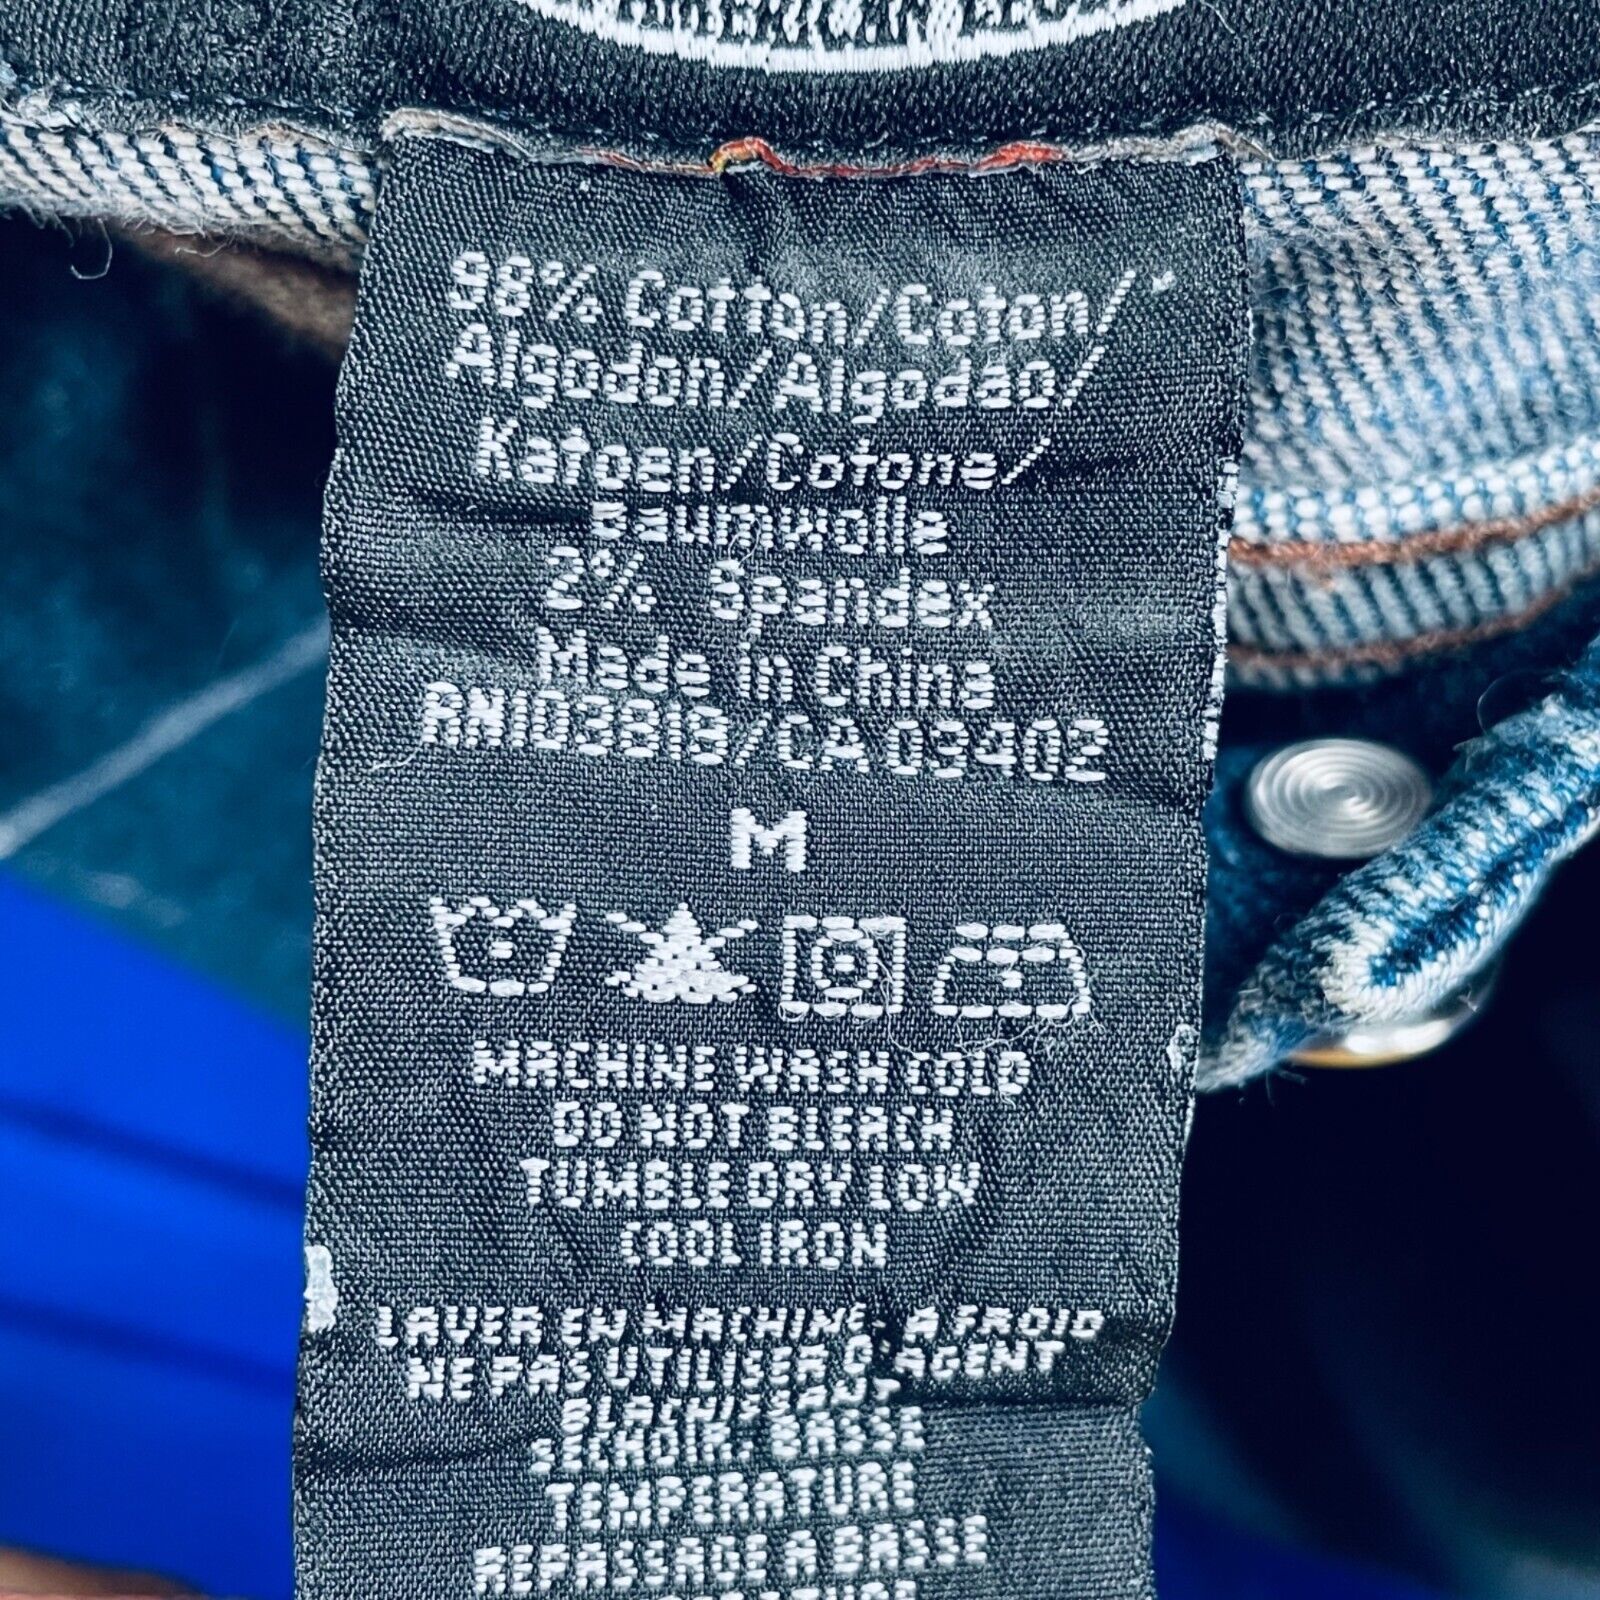 98% Cotton/Coton/
Algodon/Algodão/
Katoen/Cotone/
Baumwolle
2% Spandex
Made in China
RN103819/CA 09402
M
MACHINE WASH COLD
DO NOT BLEACH
TUMBLE DRY LOW
COOL IRON
LAVER EN MACHINE A FROID
NE PAS UTILISER D'AGENT
BLACHISSANT
SECHOIR, BASSE
TEMPERATURE
REPASSAGE A BASSE